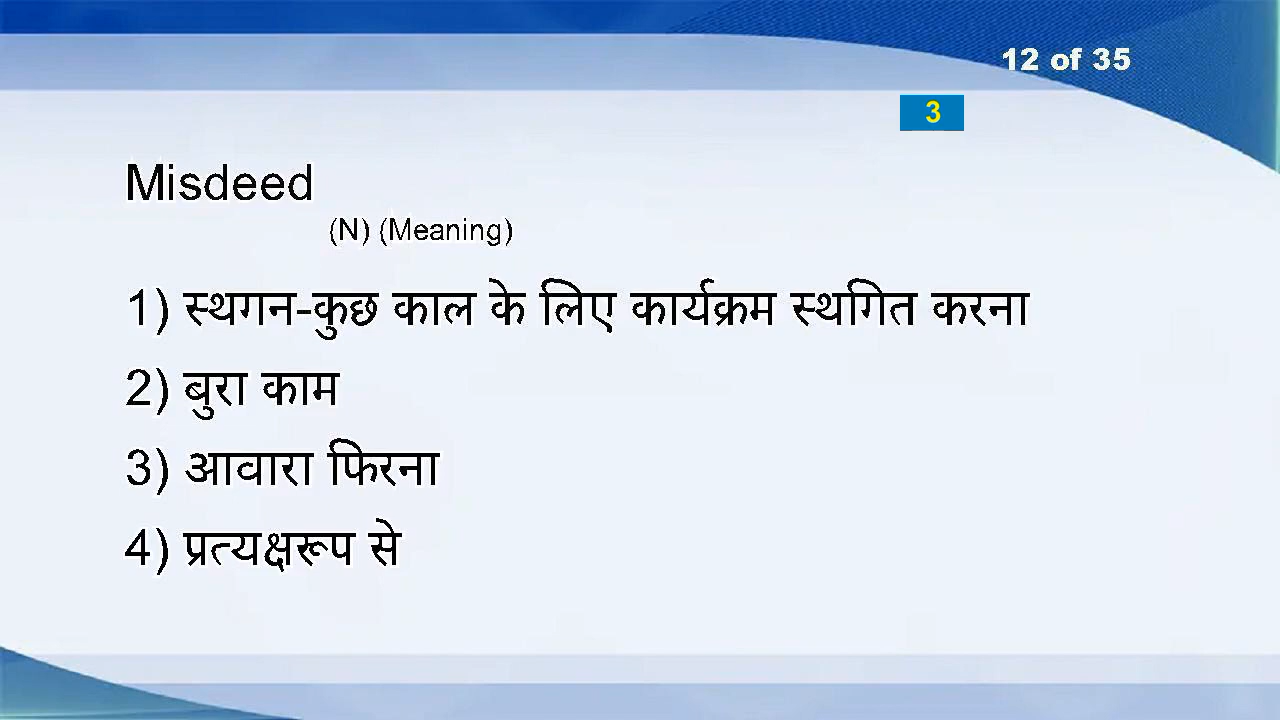 12 of 35
3
Misdeed
(N) (Meaning)
1) स्थगन-कुछ काल के लिए कार्यक्रम स्थगित करना
2) बुरा काम
3) आवारा फिरना
4) प्रत्यक्षरूप से